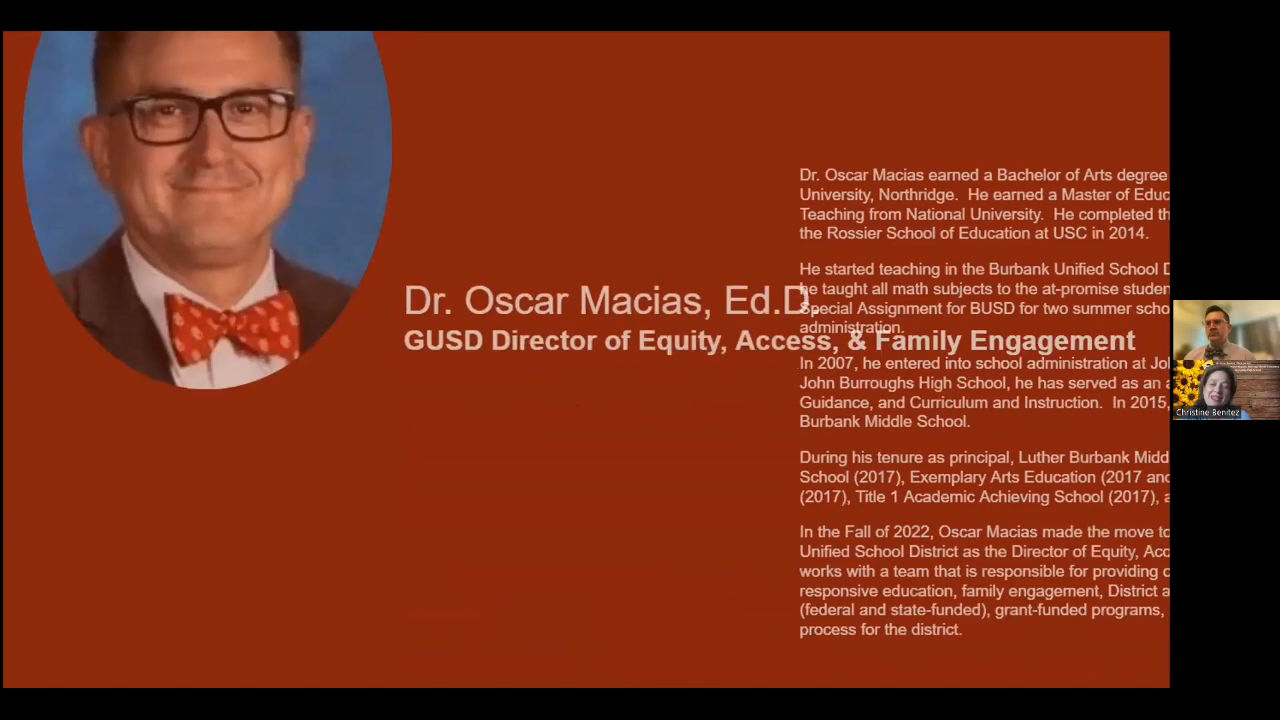 Dr. Oscar Macias, Ed.D.
GUSD Director of Equity, Access, & Family Engagement
Dr. Oscar Macias earned a Bachelor of Arts degree
University, Northridge. He earned a Master of Educ
Teaching from National University. He completed th
the Rossier School of Education at USC in 2014.
He started teaching in the Burbank Unified School D
he taught all math subjects to the at-promise studen
Special Assignment for BUSD for two summer scho
administration.
In 2007, he entered into school administration at Joh
John Burroughs High School, he has served as an a
Guidance, and Curriculum and Instruction. In 2015,
Burbank Middle School.
During his tenure as principal, Luther Burbank Midd
School (2017), Exemplary Arts Education (2017 and
(2017), Title 1 Academic Achieving School (2017), a
In the Fall of 2022, Oscar Macias made the move to
Unified School District as the Director of Equity, Acc
works with a team that is responsible for providing c
responsive education, family engagement, District a
(federal and state-funded), grant-funded programs,
process for the district.
Christine Benitez